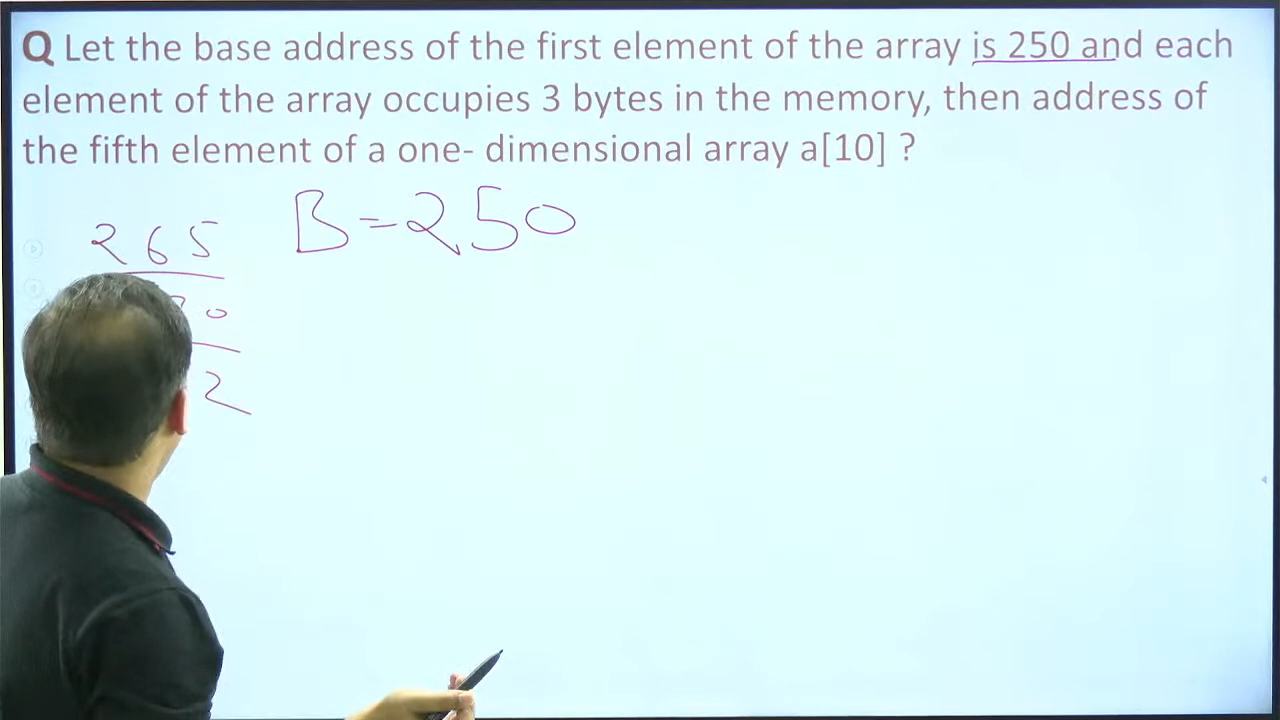 Q Let the base address of the first element of the array is 250 and each
element of the array occupies 3 bytes in the memory, then address of
the fifth element of a one- dimensional array a[10] ?
B=250
265
0
2